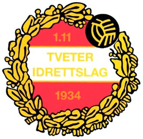 1.11
TVETER
IDRETTSLAG
1934